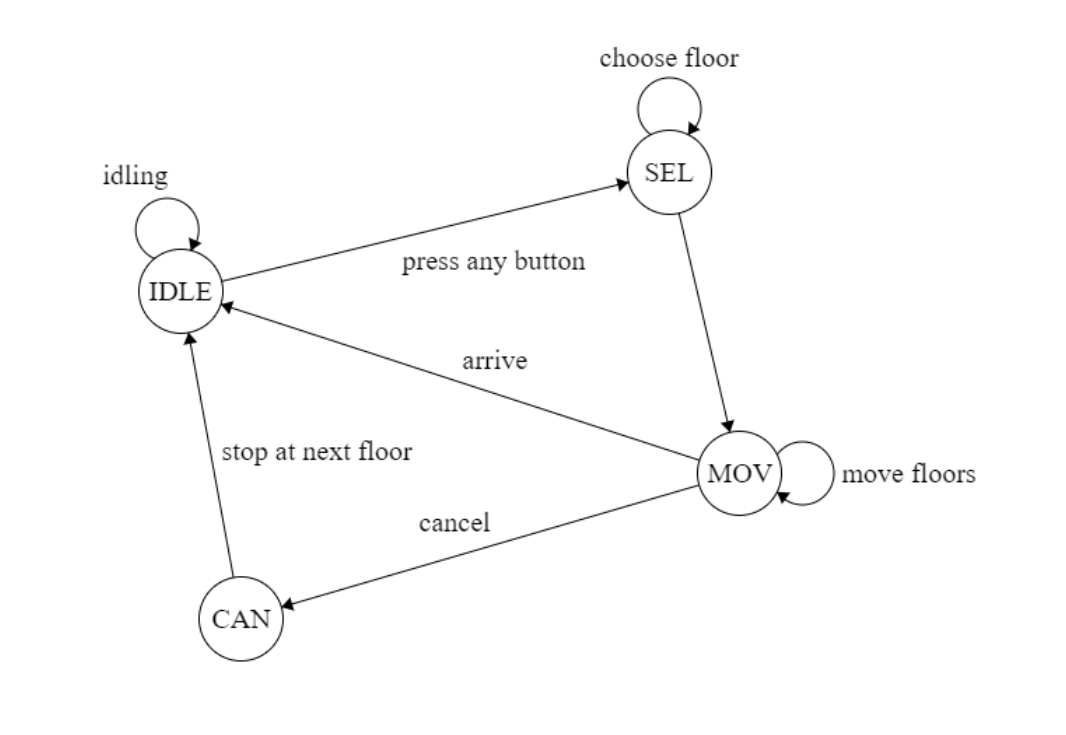 choose floor
SEL
idling
IDLE
press any button
arrive
stop at next floor
MOV
move floors
cancel
CAN